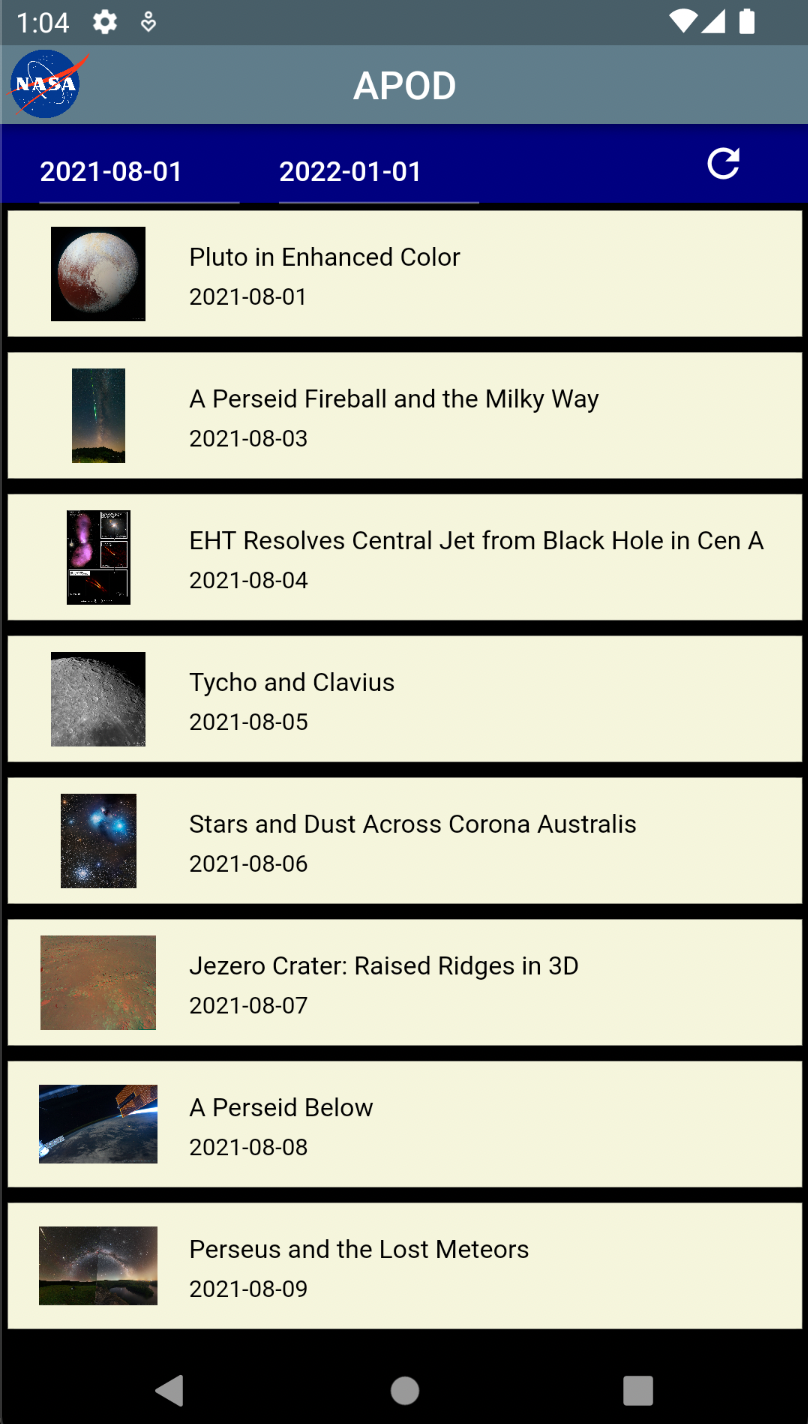 1:04
NASA
APOD
2021-08-01 2022-01-01
Pluto in Enhanced Color
2021-08-01
A Perseid Fireball and the Milky Way
2021-08-03
EHT Resolves Central Jet from Black Hole in Cen A
2021-08-04
Tycho and Clavius
2021-08-05
Stars and Dust Across Corona Australis
2021-08-06
Jezero Crater: Raised Ridges in 3D
2021-08-07
A Perseid Below
2021-08-08
Perseus and the Lost Meteors
2021-08-09